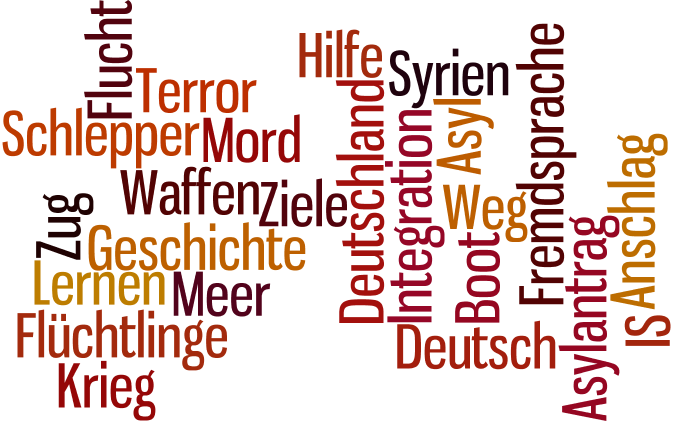 Flucht
Terror
Hilfe
Syrien
Fremdsprache
Schlepper
Mord
Deutschland
Integration
Asyl
Anschlag
Waffen
Ziele
Weg
Zug
Geschichte
Boot
Asylantrag
Lernen
Meer
IS
Flüchtlinge
Deutsch
Krieg